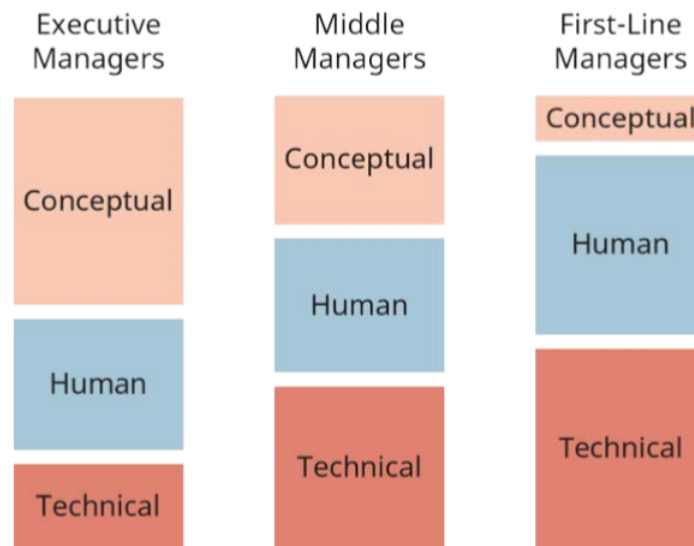 Executive
Managers
Middle
Managers
First-Line
Managers
Conceptual
Human
Technical
Conceptual
Human
Technical
Conceptual
Human
Technical